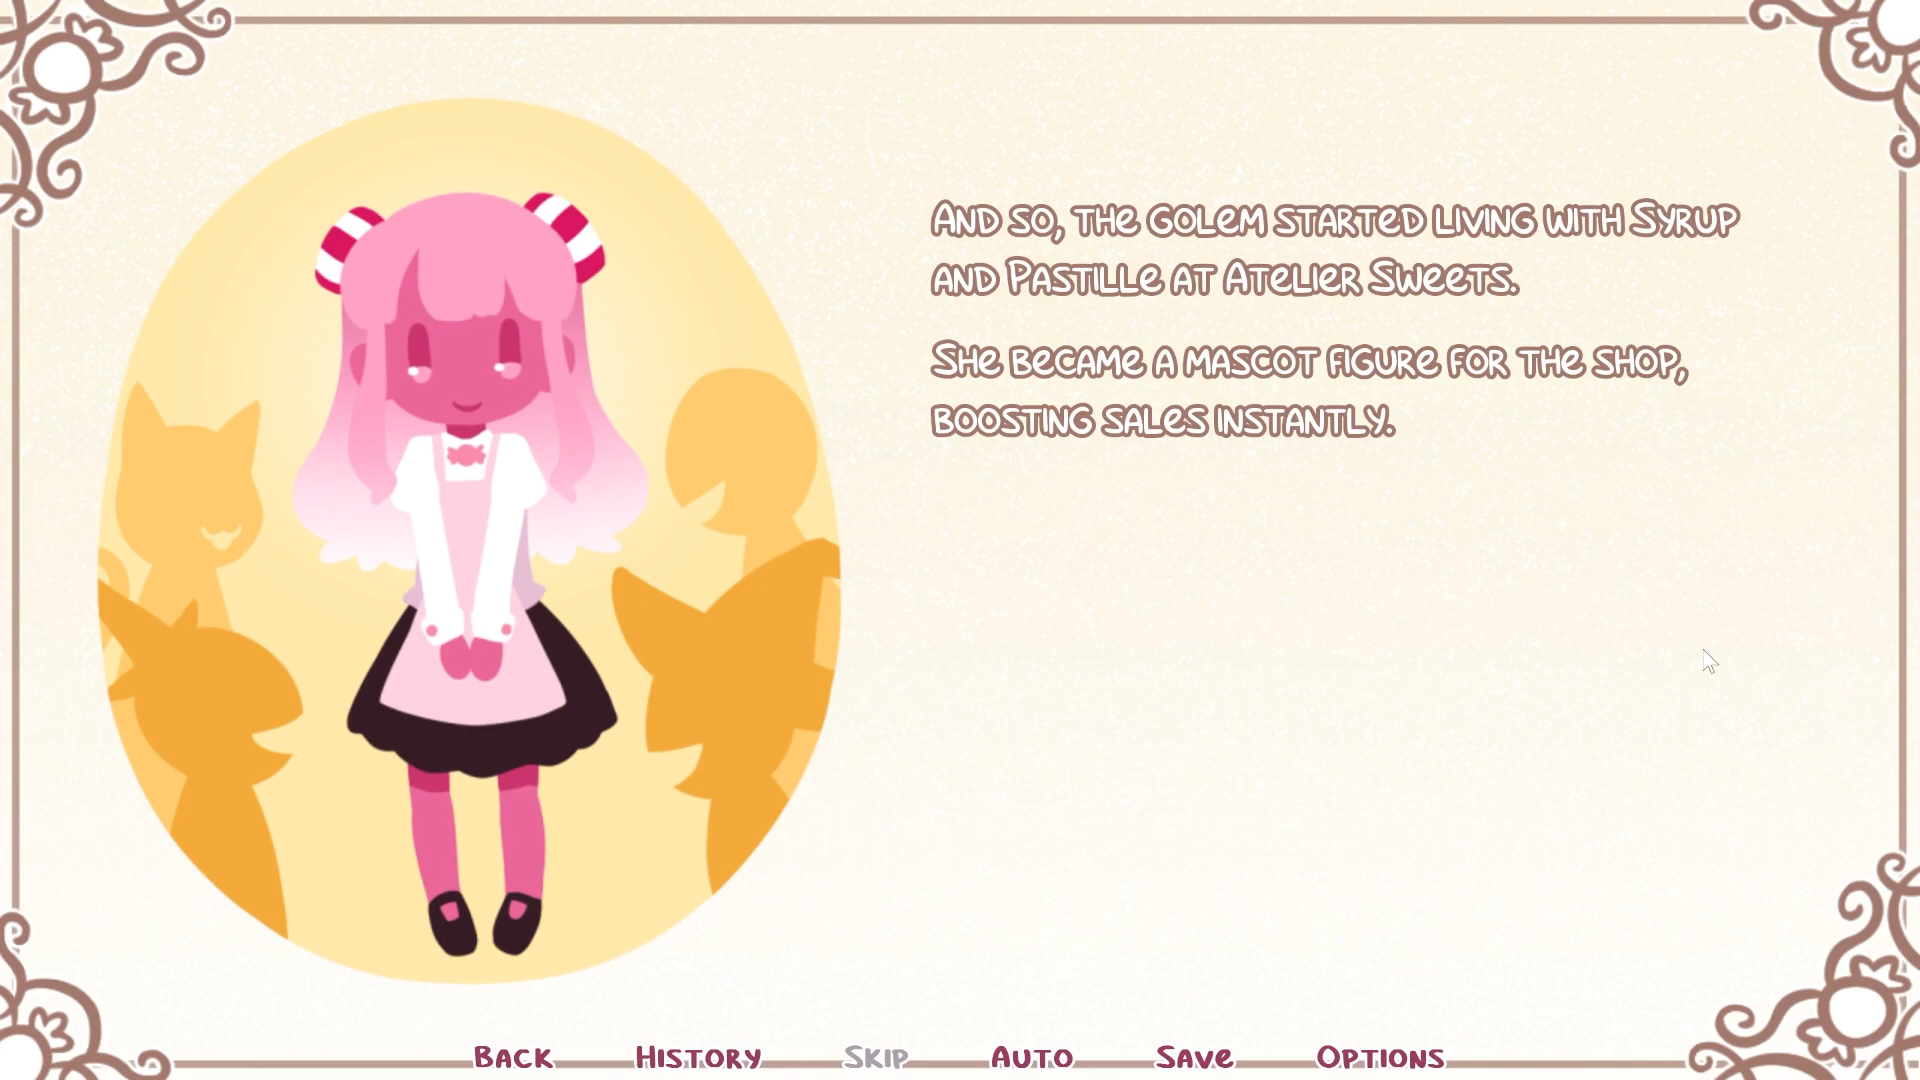 And so, the golem started living with Syrup
and Pastille at Atelier Sweets.
She became a mascot figure for the shop,
boosting sales instantly.
Back History Skip Auto Save Options